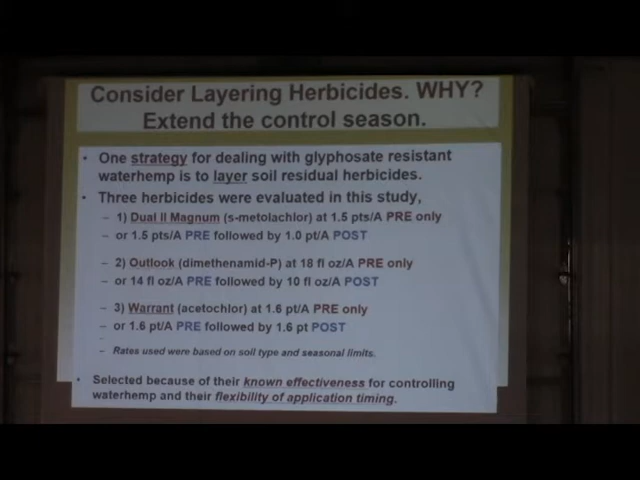 Consider Layering Herbicides. WHY?
Extend the control season.
• One strategy for dealing with glyphosate resistant
waterhemp is to layer soil residual herbicides.
• Three herbicides were evaluated in this study,
– 1) Dual II Magnum (s-metolachlor) at 1.5 pts/A PRE only
– or 1.5 pts/A PRE followed by 1.0 pt/A POST
– 2) Outlook (dimethenamid-P) at 18 fl oz/A PRE only
– or 14 fl oz/A PRE followed by 10 fl oz/A POST
– 3) Warrant (acetochlor) at 1.6 pt/A PRE only
– or 1.6 pt/A PRE followed by 1.6 pt POST
– Rates used were based on soil type and seasonal limits.
• Selected because of their known effectiveness for controlling
waterhemp and their flexibility of application timing.